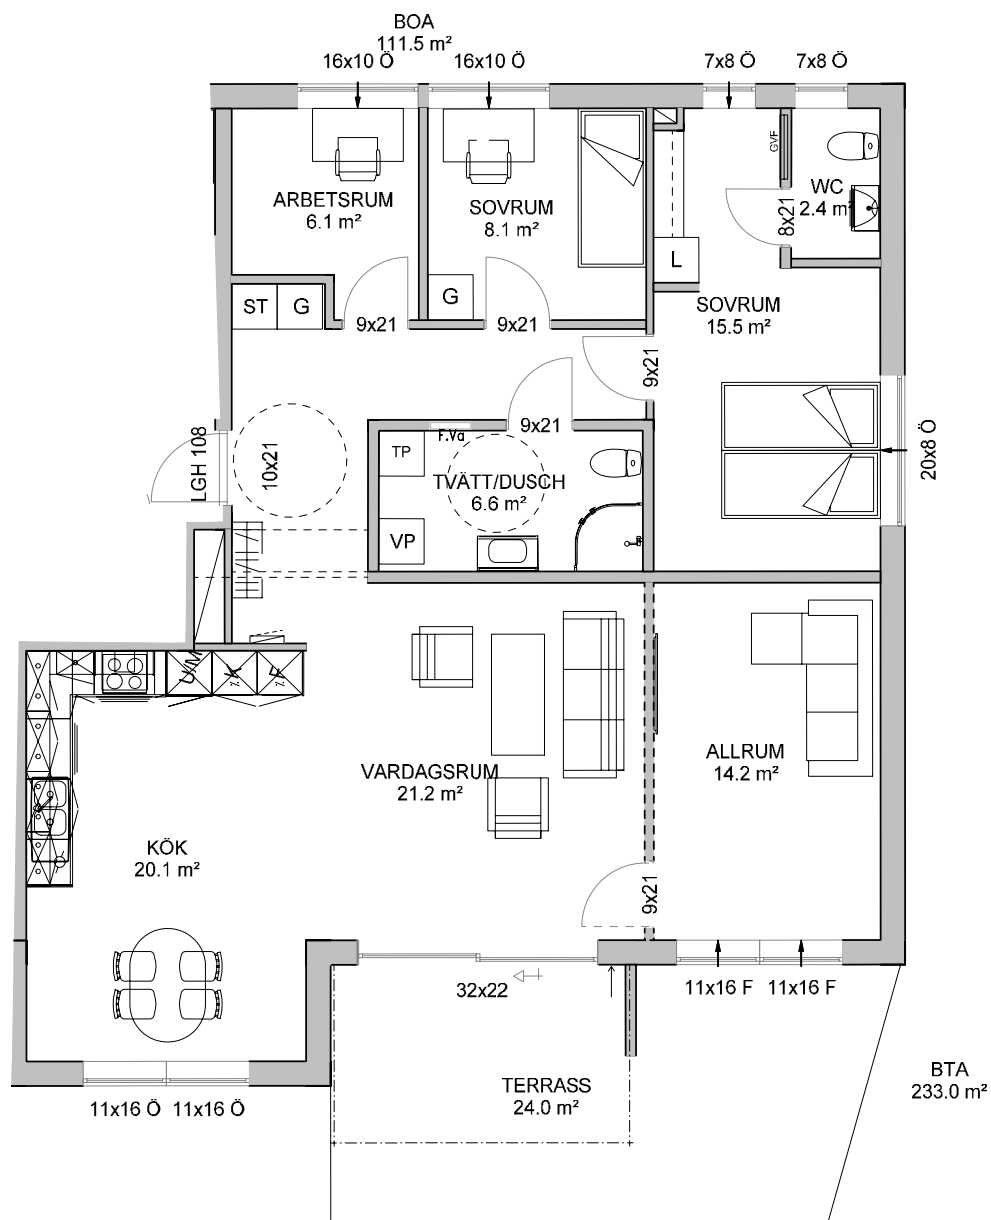 BOA
111.5 m²
16x10 Ö
16x10 Ö
7x8 Ö
7x8 Ö
GVF
ARBETSRUM
6.1 m²
SOVRUM
8.1 m²
WC
2.4 m²
8x21
L
ST
G
G
SOVRUM
15.5 m²
9x21
9x21
9x21
9x21
F.Va
LGH 108
10x21
TP
TVÄTT/DUSCH
6.6 m²
VP
20x8 Ö
U/M
K
F
VARDAGSRUM
21.2 m²
ALLRUM
14.2 m²
KÖK
20.1 m²
9x21
32x22
11x16 F
11x16 F
11x16 Ö
11x16 Ö
TERRASS
24.0 m²
BTA
233.0 m²